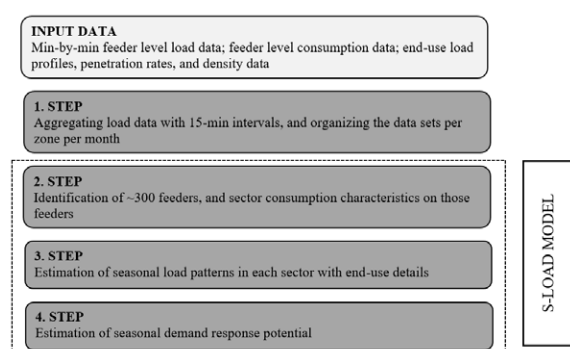 INPUT DATA
Min-by-min feeder level load data; feeder level consumption data; end-use load
profiles, penetration rates, and density data
1. STEP
Aggregating load data with 15-min intervals, and organizing the data sets per
zone per month
2. STEP
Identification of ~300 feeders, and sector consumption characteristics on those
feeders
3. STEP
Estimation of seasonal load patterns in each sector with end-use details
4. STEP
Estimation of seasonal demand response potential
S-LOAD MODEL